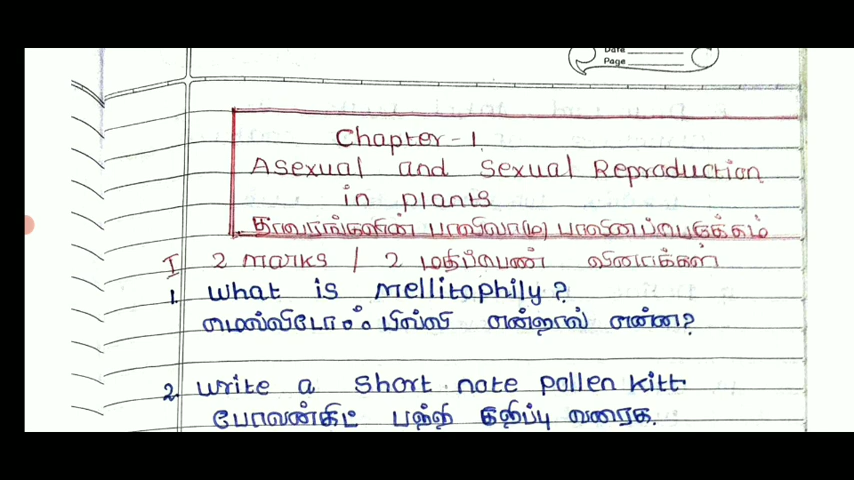 Date
Page
Chapter - 1.
Asexual and Sexual Reproduction
in plants
தாவரங்களின் பாலிலா (ம) பாலினப்பெருக்கம்
I 2 marks / 2 மதிப்பெண் வினாக்கள்
1. What is mellitophily?
மெல்லிடோஃபில்லி என்றால் என்ன?
2. Write a short note pollen kitt
போலன்கிட் பற்றி குறிப்பு வரைக.